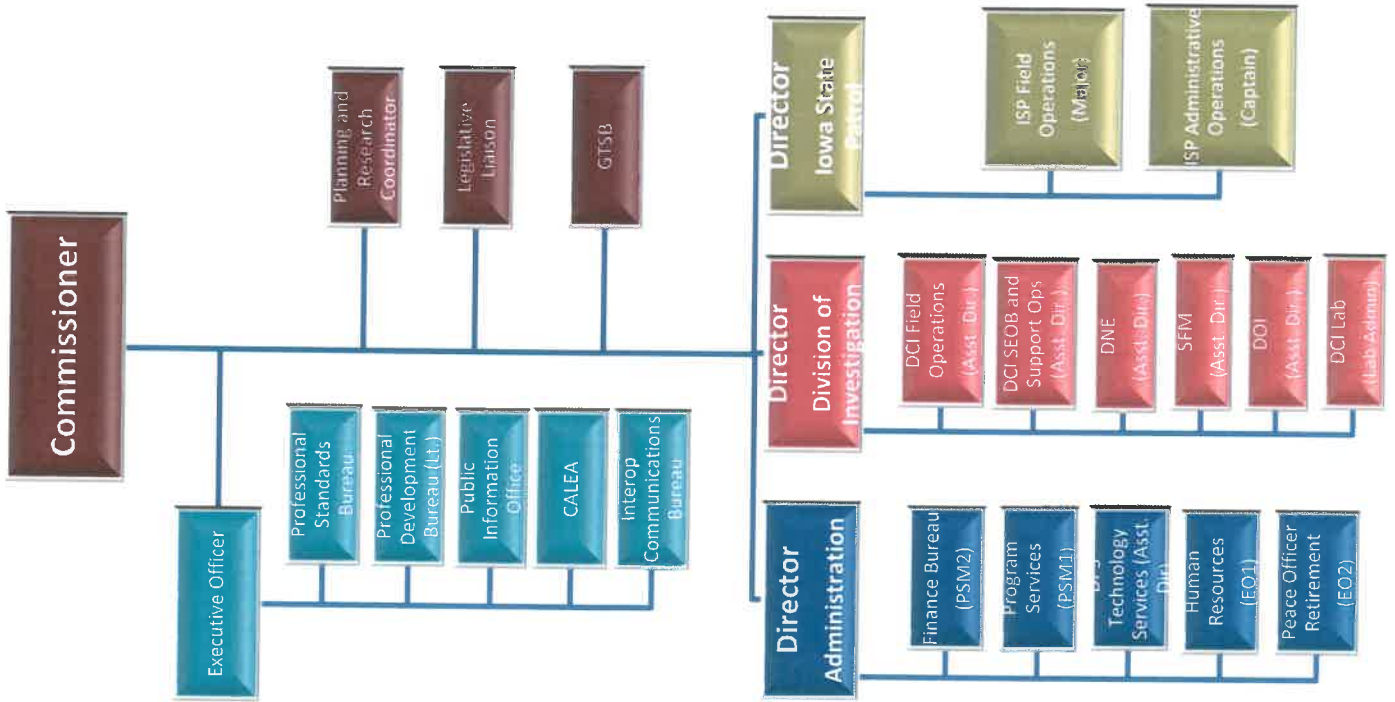 Commissioner
Executive Officer
Professional
Standards
Bureau
Professional
Development
Bureau (Lt.)
Public
Information
Office
CALEA
Interop
Communications
Bureau
Planning and
Research
Coordinator
Legislative
Liaison
GTSB
Director
Administration
Finance Bureau
(PSM2)
Program
Services
(PSM1)
Technology
Services (Asst.
Dir)
Human
Resources
(EO1)
Peace Officer
Retirement
(EO2)
Director
Division of
Investigation
DCI Field
Operations
(Asst. Dir.)
DCI SEOB and
Support Ops
(Asst. Dir.)
DNE
(Asst. Dir.)
SFM
(Asst. Dir.)
DOI
(Asst. Dir.)
DCI Lab
(Lab Admin)
Director
Iowa State
Patrol
ISP Field
Operations
(Major)
ISP Administrative
Operations
(Captain)